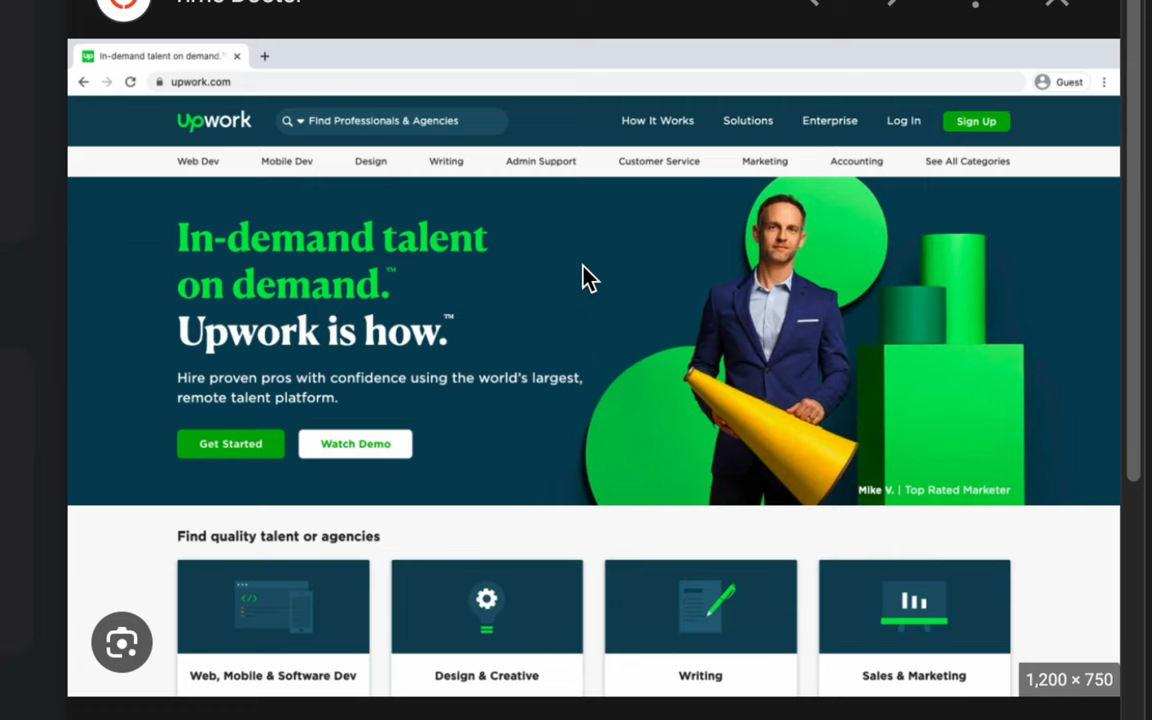 Time Doctor
In-demand talent on demand.™
upwork.com
Guest
Upwork
Find Professionals & Agencies
How It Works
Solutions
Enterprise
Log In
Sign Up
Web Dev
Mobile Dev
Design
Writing
Admin Support
Customer Service
Marketing
Accounting
See All Categories
In-demand talent
on demand.™
Upwork is how.™
Hire proven pros with confidence using the world's largest,
remote talent platform.
Get Started
Watch Demo
Mike V. | Top Rated Marketer
Find quality talent or agencies
Web, Mobile & Software Dev
Design & Creative
Writing
Sales & Marketing
1,200 × 750